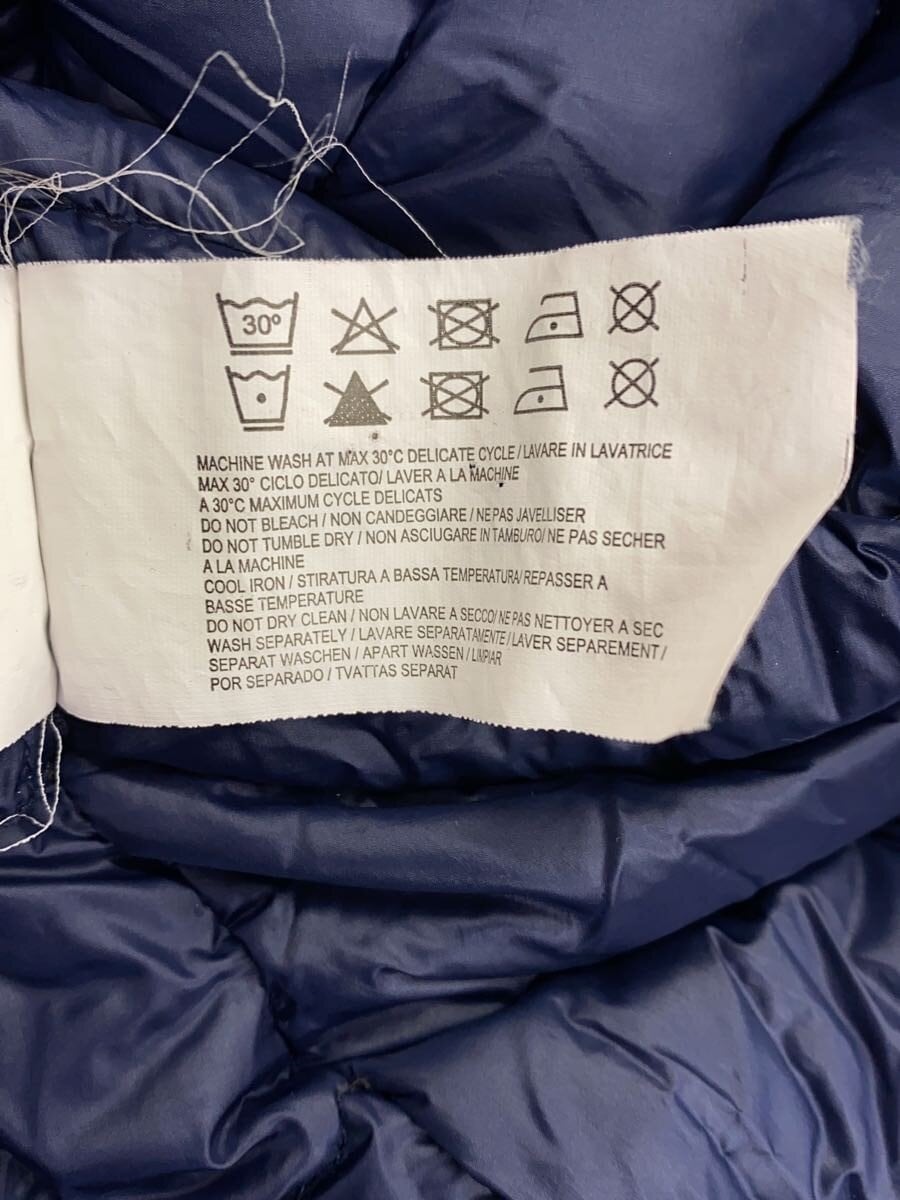 30º
MACHINE WASH AT MAX 30°C DELICATE CYCLE / LAVARE IN LAVATRICE
MAX 30° CICLO DELICATO/ LAVER A LA MACHINE
A 30°C MAXIMUM CYCLE DELICATS
DO NOT BLEACH / NON CANDEGGIARE / NE PAS JAVELLISER
DO NOT TUMBLE DRY / NON ASCIUGARE IN TAMBURO/ NE PAS SECHER
A LA MACHINE
COOL IRON / STIRATURA A BASSA TEMPERATURA/ REPASSER A
BASSE TEMPERATURE
DO NOT DRY CLEAN / NON LAVARE A SECCO/ NE PAS NETTOYER A SEC
WASH SEPARATELY / LAVARE SEPARATAMENTE / LAVER SEPAREMENT /
SEPARAT WASCHEN / APART WASSEN / LIMPIAR
POR SEPARADO / TVATTAS SEPARAT